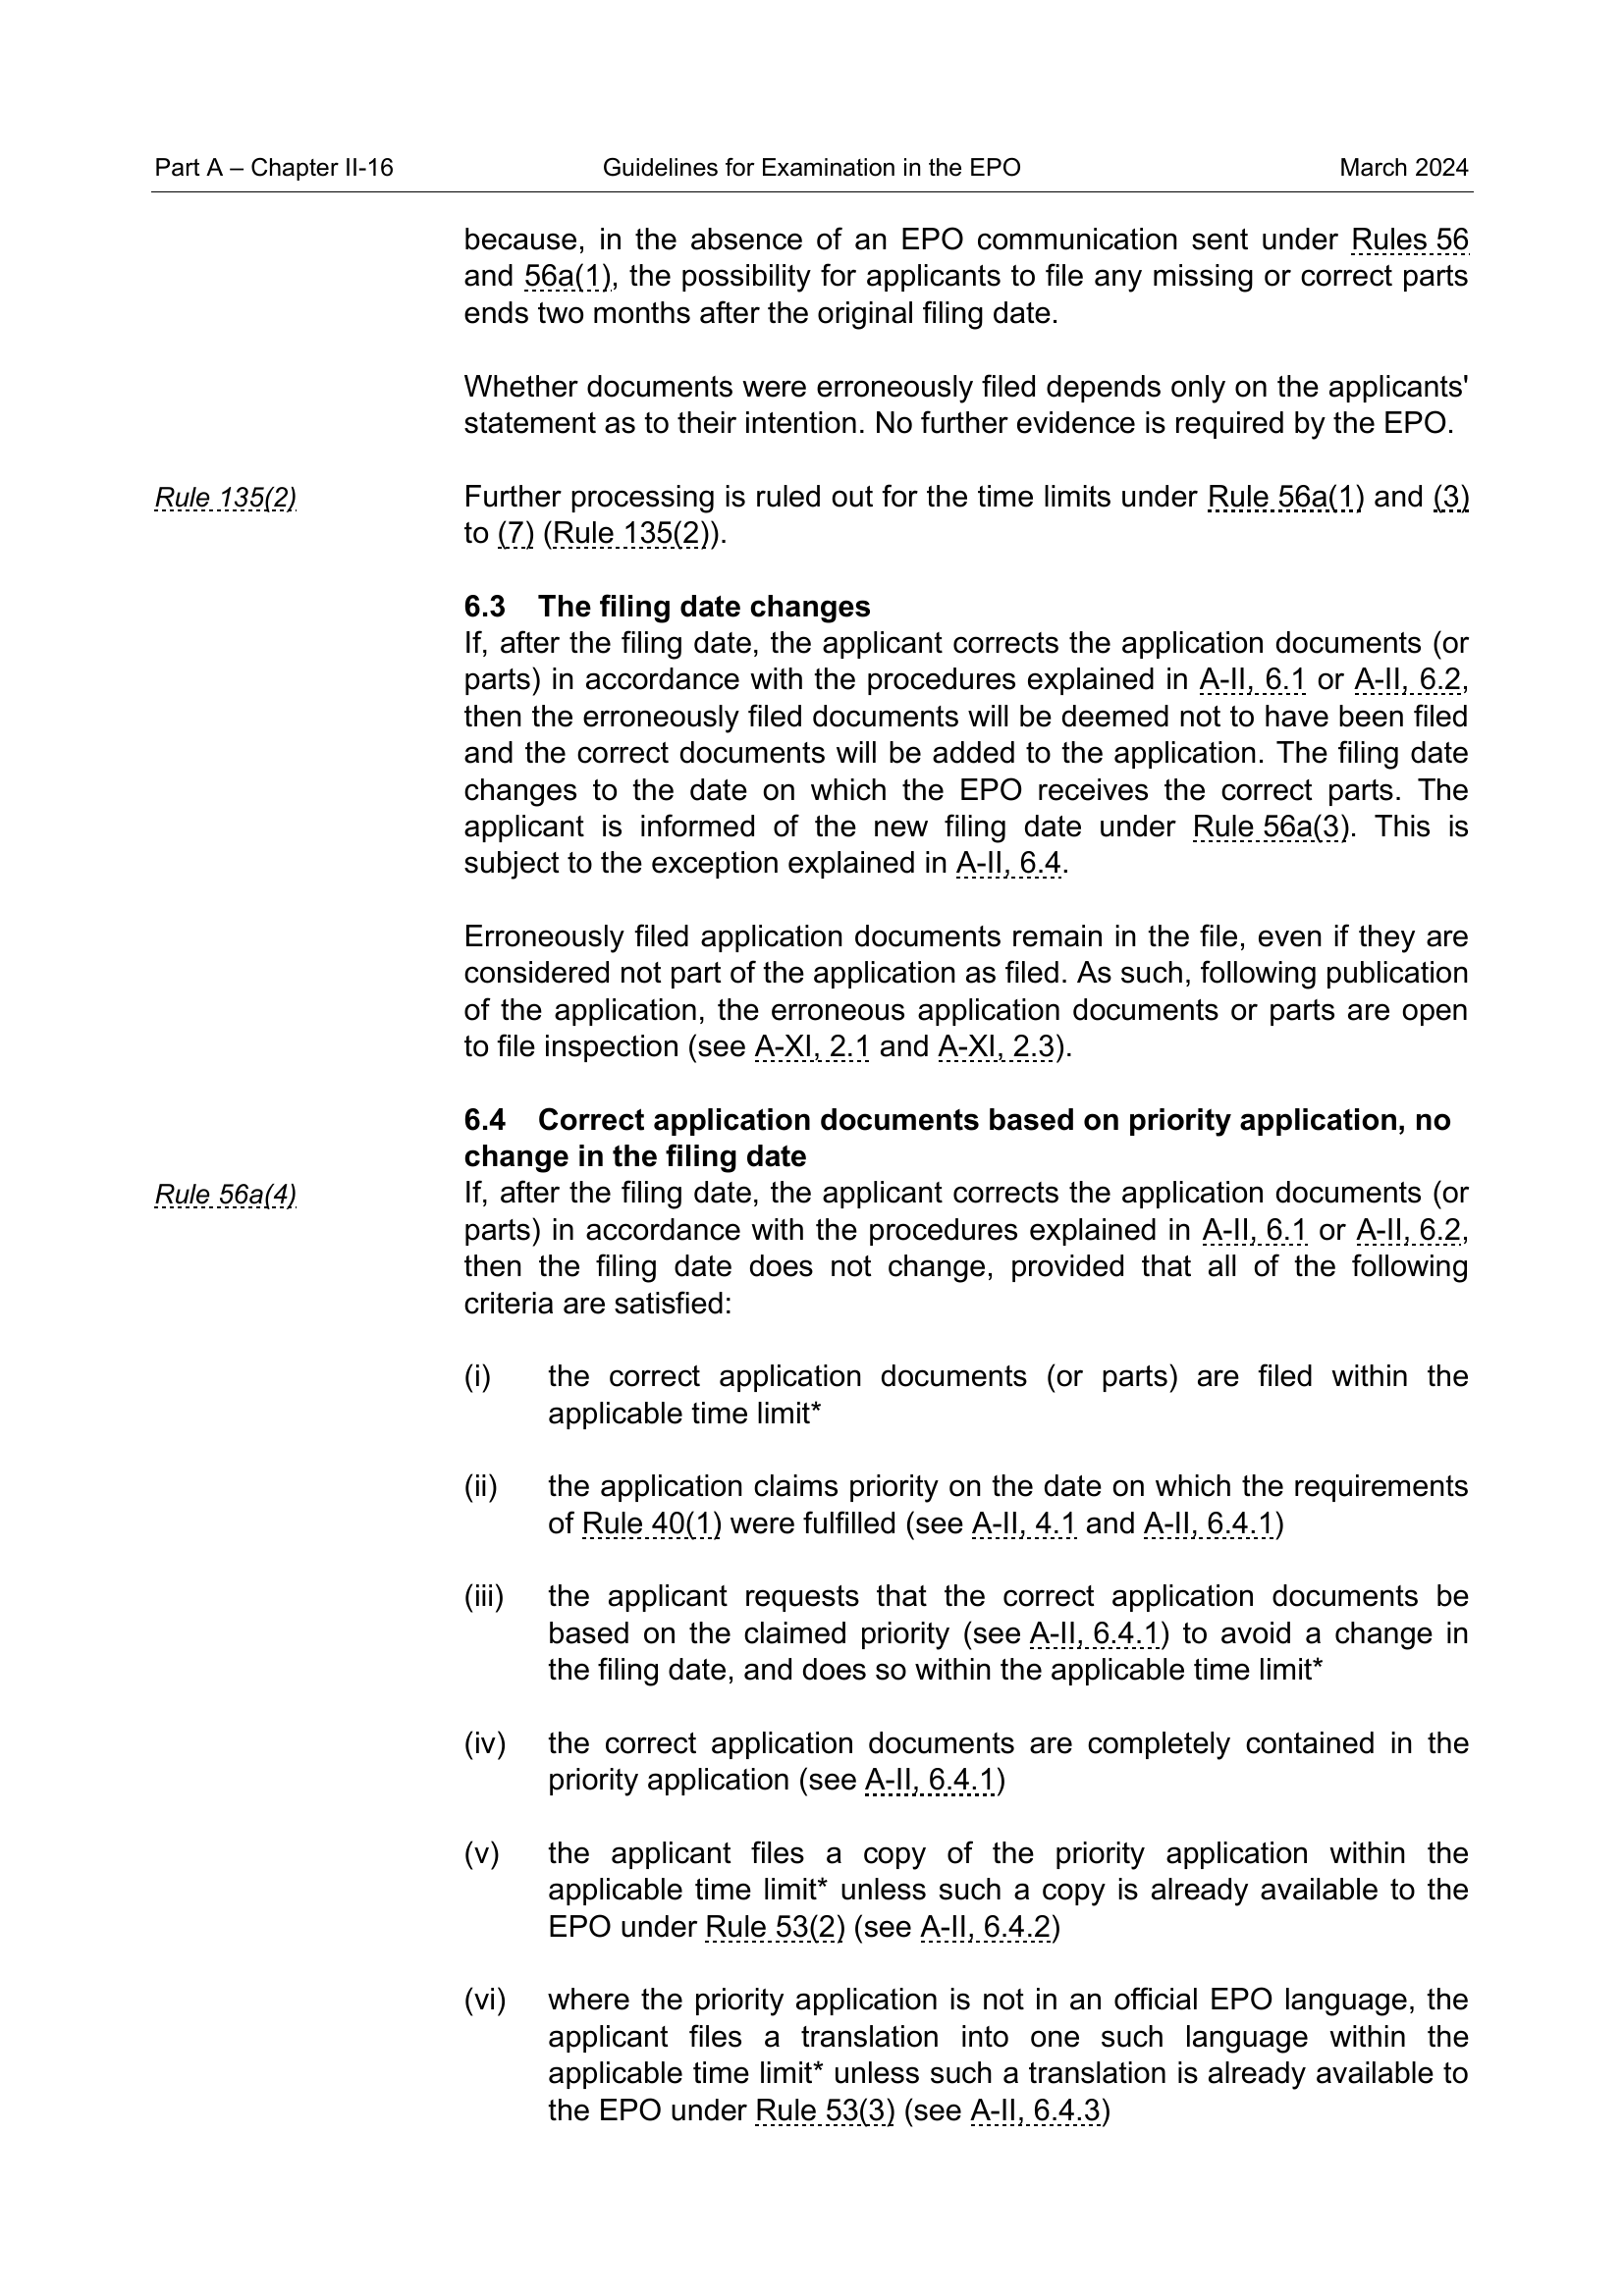 Part A – Chapter II-16 Guidelines for Examination in the EPO March 2024
because, in the absence of an EPO communication sent under Rules 56
and 56a(1), the possibility for applicants to file any missing or correct parts
ends two months after the original filing date.
Whether documents were erroneously filed depends only on the applicants'
statement as to their intention. No further evidence is required by the EPO.
Rule 135(2)
Further processing is ruled out for the time limits under Rule 56a(1) and (3)
to (7) (Rule 135(2)).
6.3 The filing date changes
If, after the filing date, the applicant corrects the application documents (or
parts) in accordance with the procedures explained in A-II, 6.1 or A-II, 6.2,
then the erroneously filed documents will be deemed not to have been filed
and the correct documents will be added to the application. The filing date
changes to the date on which the EPO receives the correct parts. The
applicant is informed of the new filing date under Rule 56a(3). This is
subject to the exception explained in A-II, 6.4.
Erroneously filed application documents remain in the file, even if they are
considered not part of the application as filed. As such, following publication
of the application, the erroneous application documents or parts are open
to file inspection (see A-XI, 2.1 and A-XI, 2.3).
6.4 Correct application documents based on priority application, no
change in the filing date
Rule 56a(4)
If, after the filing date, the applicant corrects the application documents (or
parts) in accordance with the procedures explained in A-II, 6.1 or A-II, 6.2,
then the filing date does not change, provided that all of the following
criteria are satisfied:
(i) the correct application documents (or parts) are filed within the
applicable time limit*
(ii) the application claims priority on the date on which the requirements
of Rule 40(1) were fulfilled (see A-II, 4.1 and A-II, 6.4.1)
(iii) the applicant requests that the correct application documents be
based on the claimed priority (see A-II, 6.4.1) to avoid a change in
the filing date, and does so within the applicable time limit*
(iv) the correct application documents are completely contained in the
priority application (see A-II, 6.4.1)
(v) the applicant files a copy of the priority application within the
applicable time limit* unless such a copy is already available to the
EPO under Rule 53(2) (see A-II, 6.4.2)
(vi) where the priority application is not in an official EPO language, the
applicant files a translation into one such language within the
applicable time limit* unless such a translation is already available to
the EPO under Rule 53(3) (see A-II, 6.4.3)